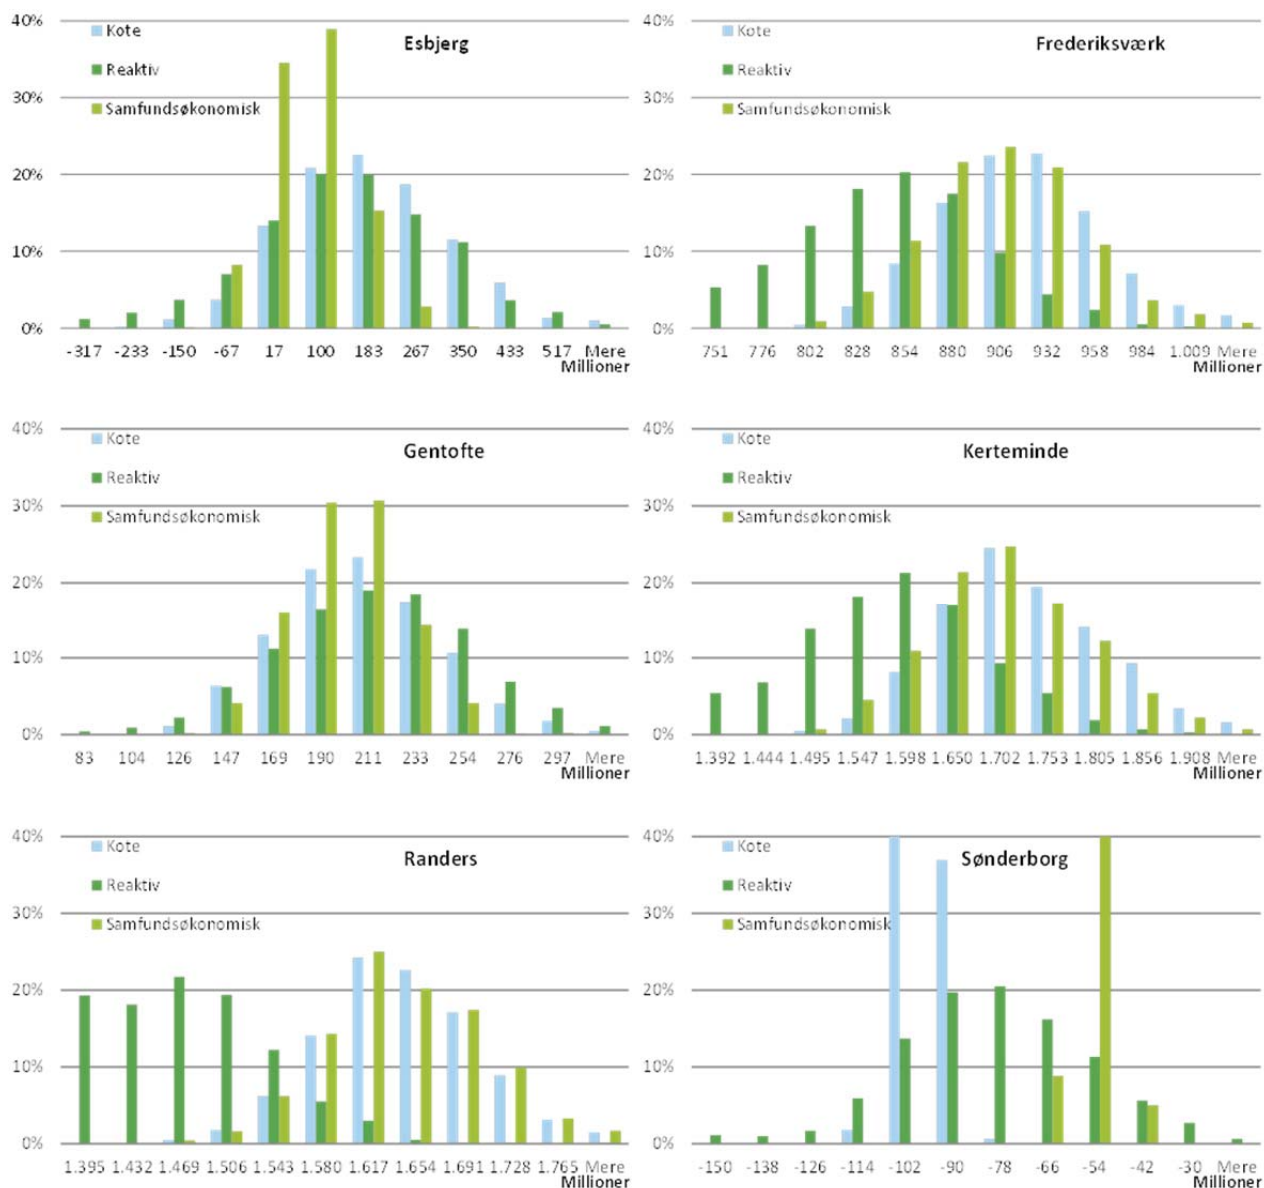 40%
Kote
Esbjerg
Reaktiv
30%
Samfundsøkonomisk
20%
10%
0%
-317 -233 -150 -67 17 100 183 267 350 433 517 Mere
Millioner
40%
Kote
Frederiksværk
Reaktiv
30%
Samfundsøkonomisk
20%
10%
0%
751 776 802 828 854 880 906 932 958 984 1.009 Mere
Millioner
40%
Kote
Gentofte
Reaktiv
30%
Samfundsøkonomisk
20%
10%
0%
83 104 126 147 169 190 211 233 254 276 297 Mere
Millioner
40%
Kote
Kerteminde
Reaktiv
30%
Samfundsøkonomisk
20%
10%
0%
1.392 1.444 1.495 1.547 1.598 1.650 1.702 1.753 1.805 1.856 1.908 Mere
Millioner
40%
Kote
Randers
Reaktiv
30%
Samfundsøkonomisk
20%
10%
0%
1.395 1.432 1.469 1.506 1.543 1.580 1.617 1.654 1.691 1.728 1.765 Mere
Millioner
40%
Kote
Sønderborg
Reaktiv
30%
Samfundsøkonomisk
20%
10%
0%
-150 -138 -126 -114 -102 -90 -78 -66 -54 -42 -30 Mere
Millioner